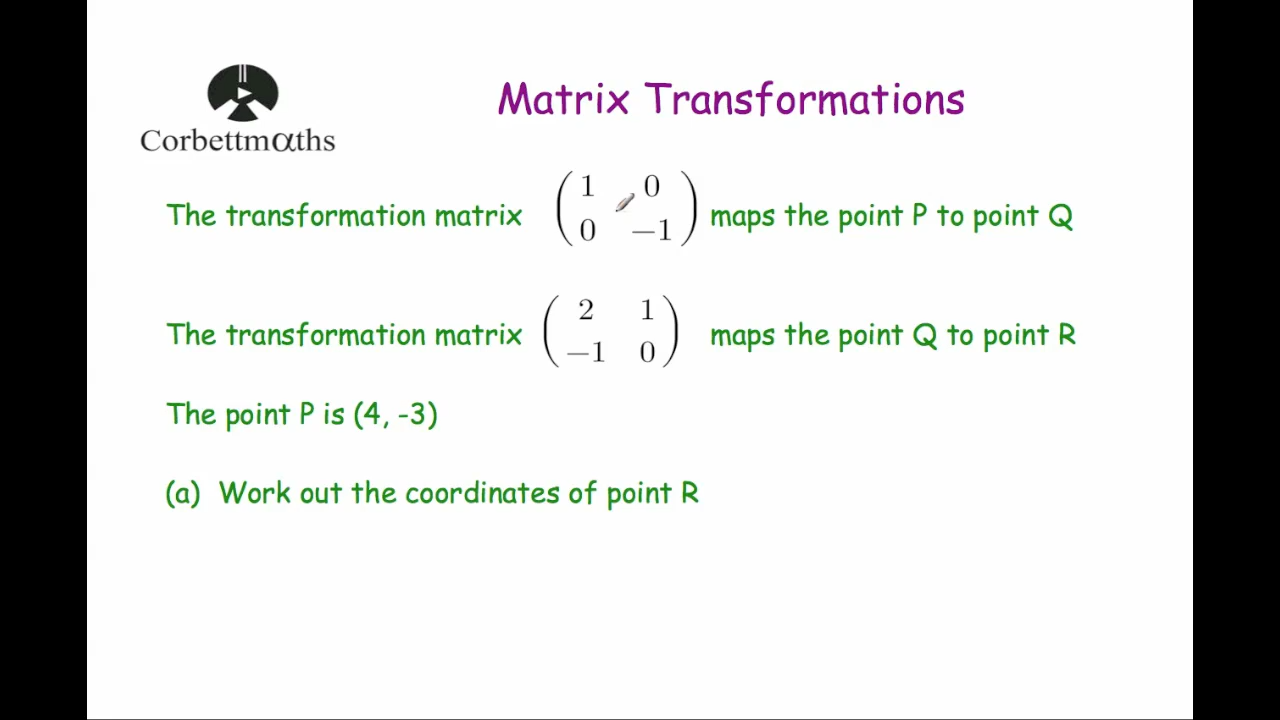 Corbettmαths
Matrix Transformations
The transformation matrix ( 1 0 ) maps the point P to point Q
( 0 −1 )
The transformation matrix ( 2 1 ) maps the point Q to point R
( −1 0 )
The point P is (4, -3)
(a) Work out the coordinates of point R